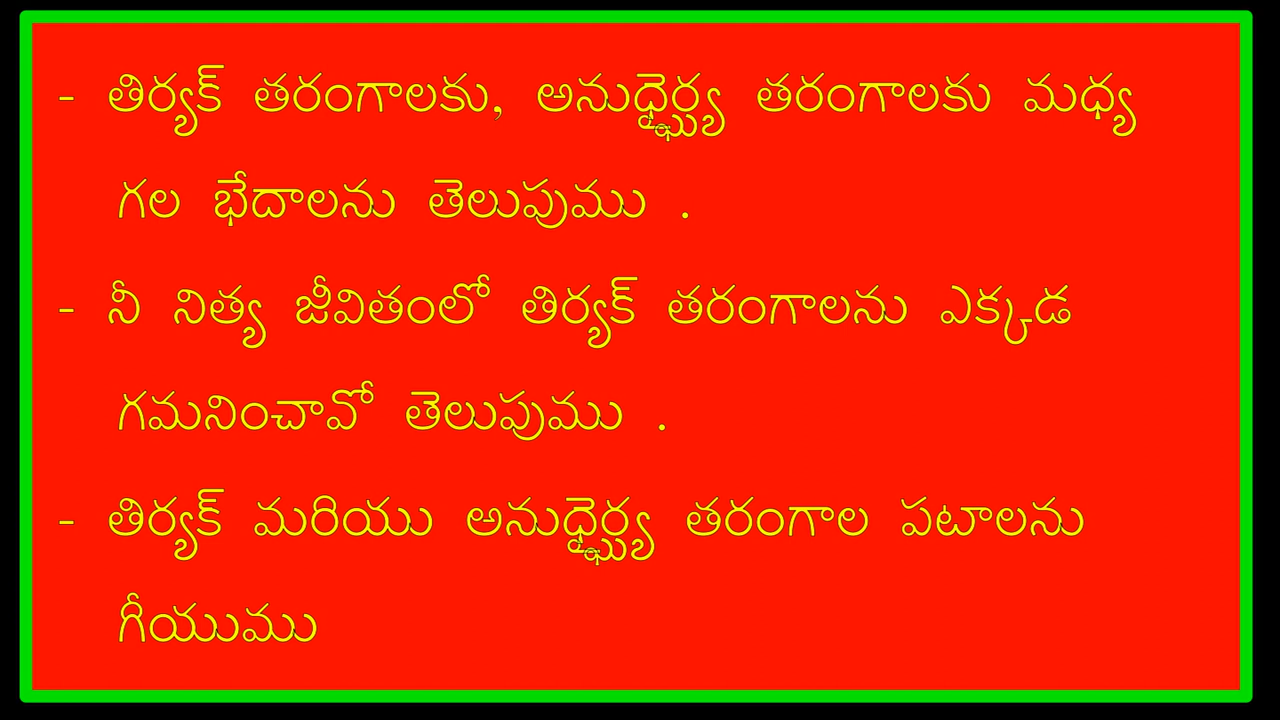 - తిర్యక్ తరంగాలకు, అనుధైర్ఘ్య తరంగాలకు మధ్య
గల భేదాలను తెలుపుము .
- నీ నిత్య జీవితంలో తిర్యక్ తరంగాలను ఎక్కడ
గమనించావో తెలుపుము .
- తిర్యక్ మరియు అనుధైర్ఘ్య తరంగాల పటాలను
గీయుము